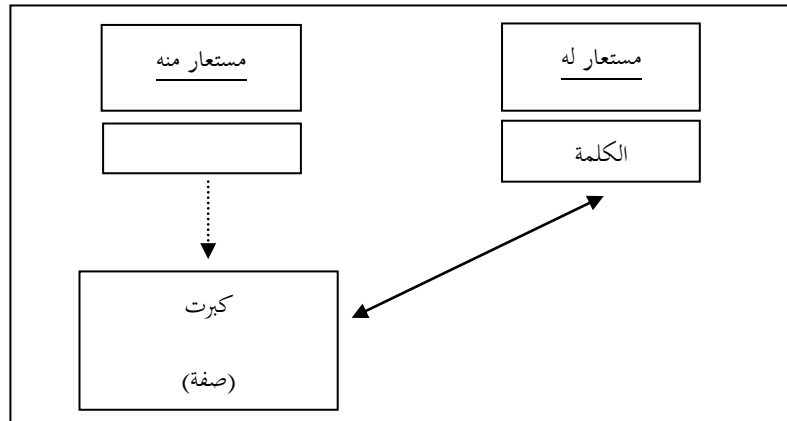 مستعار له
مستعار منه
الكلمة
كبرت
(صفة)